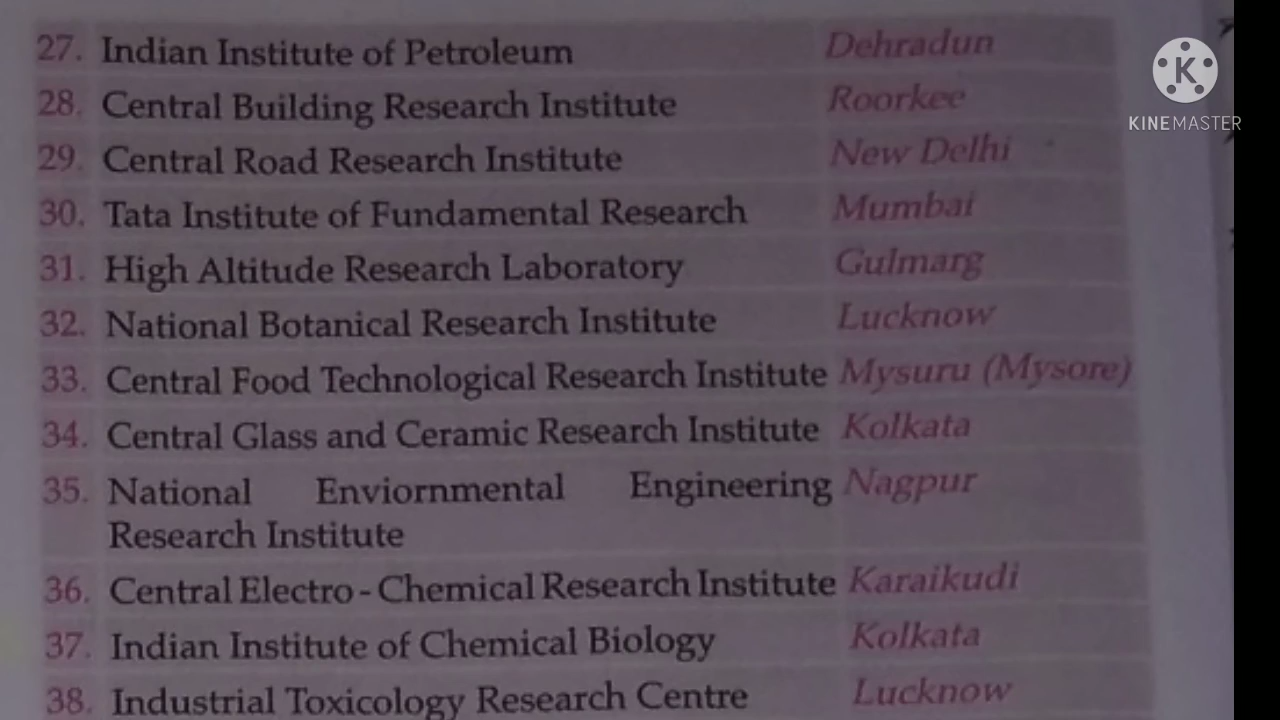 27. Indian Institute of Petroleum Dehradun
28. Central Building Research Institute Roorkee
29. Central Road Research Institute New Delhi
30. Tata Institute of Fundamental Research Mumbai
31. High Altitude Research Laboratory Gulmarg
32. National Botanical Research Institute Lucknow
33. Central Food Technological Research Institute Mysuru (Mysore)
34. Central Glass and Ceramic Research Institute Kolkata
35. National Enviornmental Engineering Nagpur
Research Institute
36. Central Electro - Chemical Research Institute Karaikudi
37. Indian Institute of Chemical Biology Kolkata
38. Industrial Toxicology Research Centre Lucknow
K
KINEMASTER